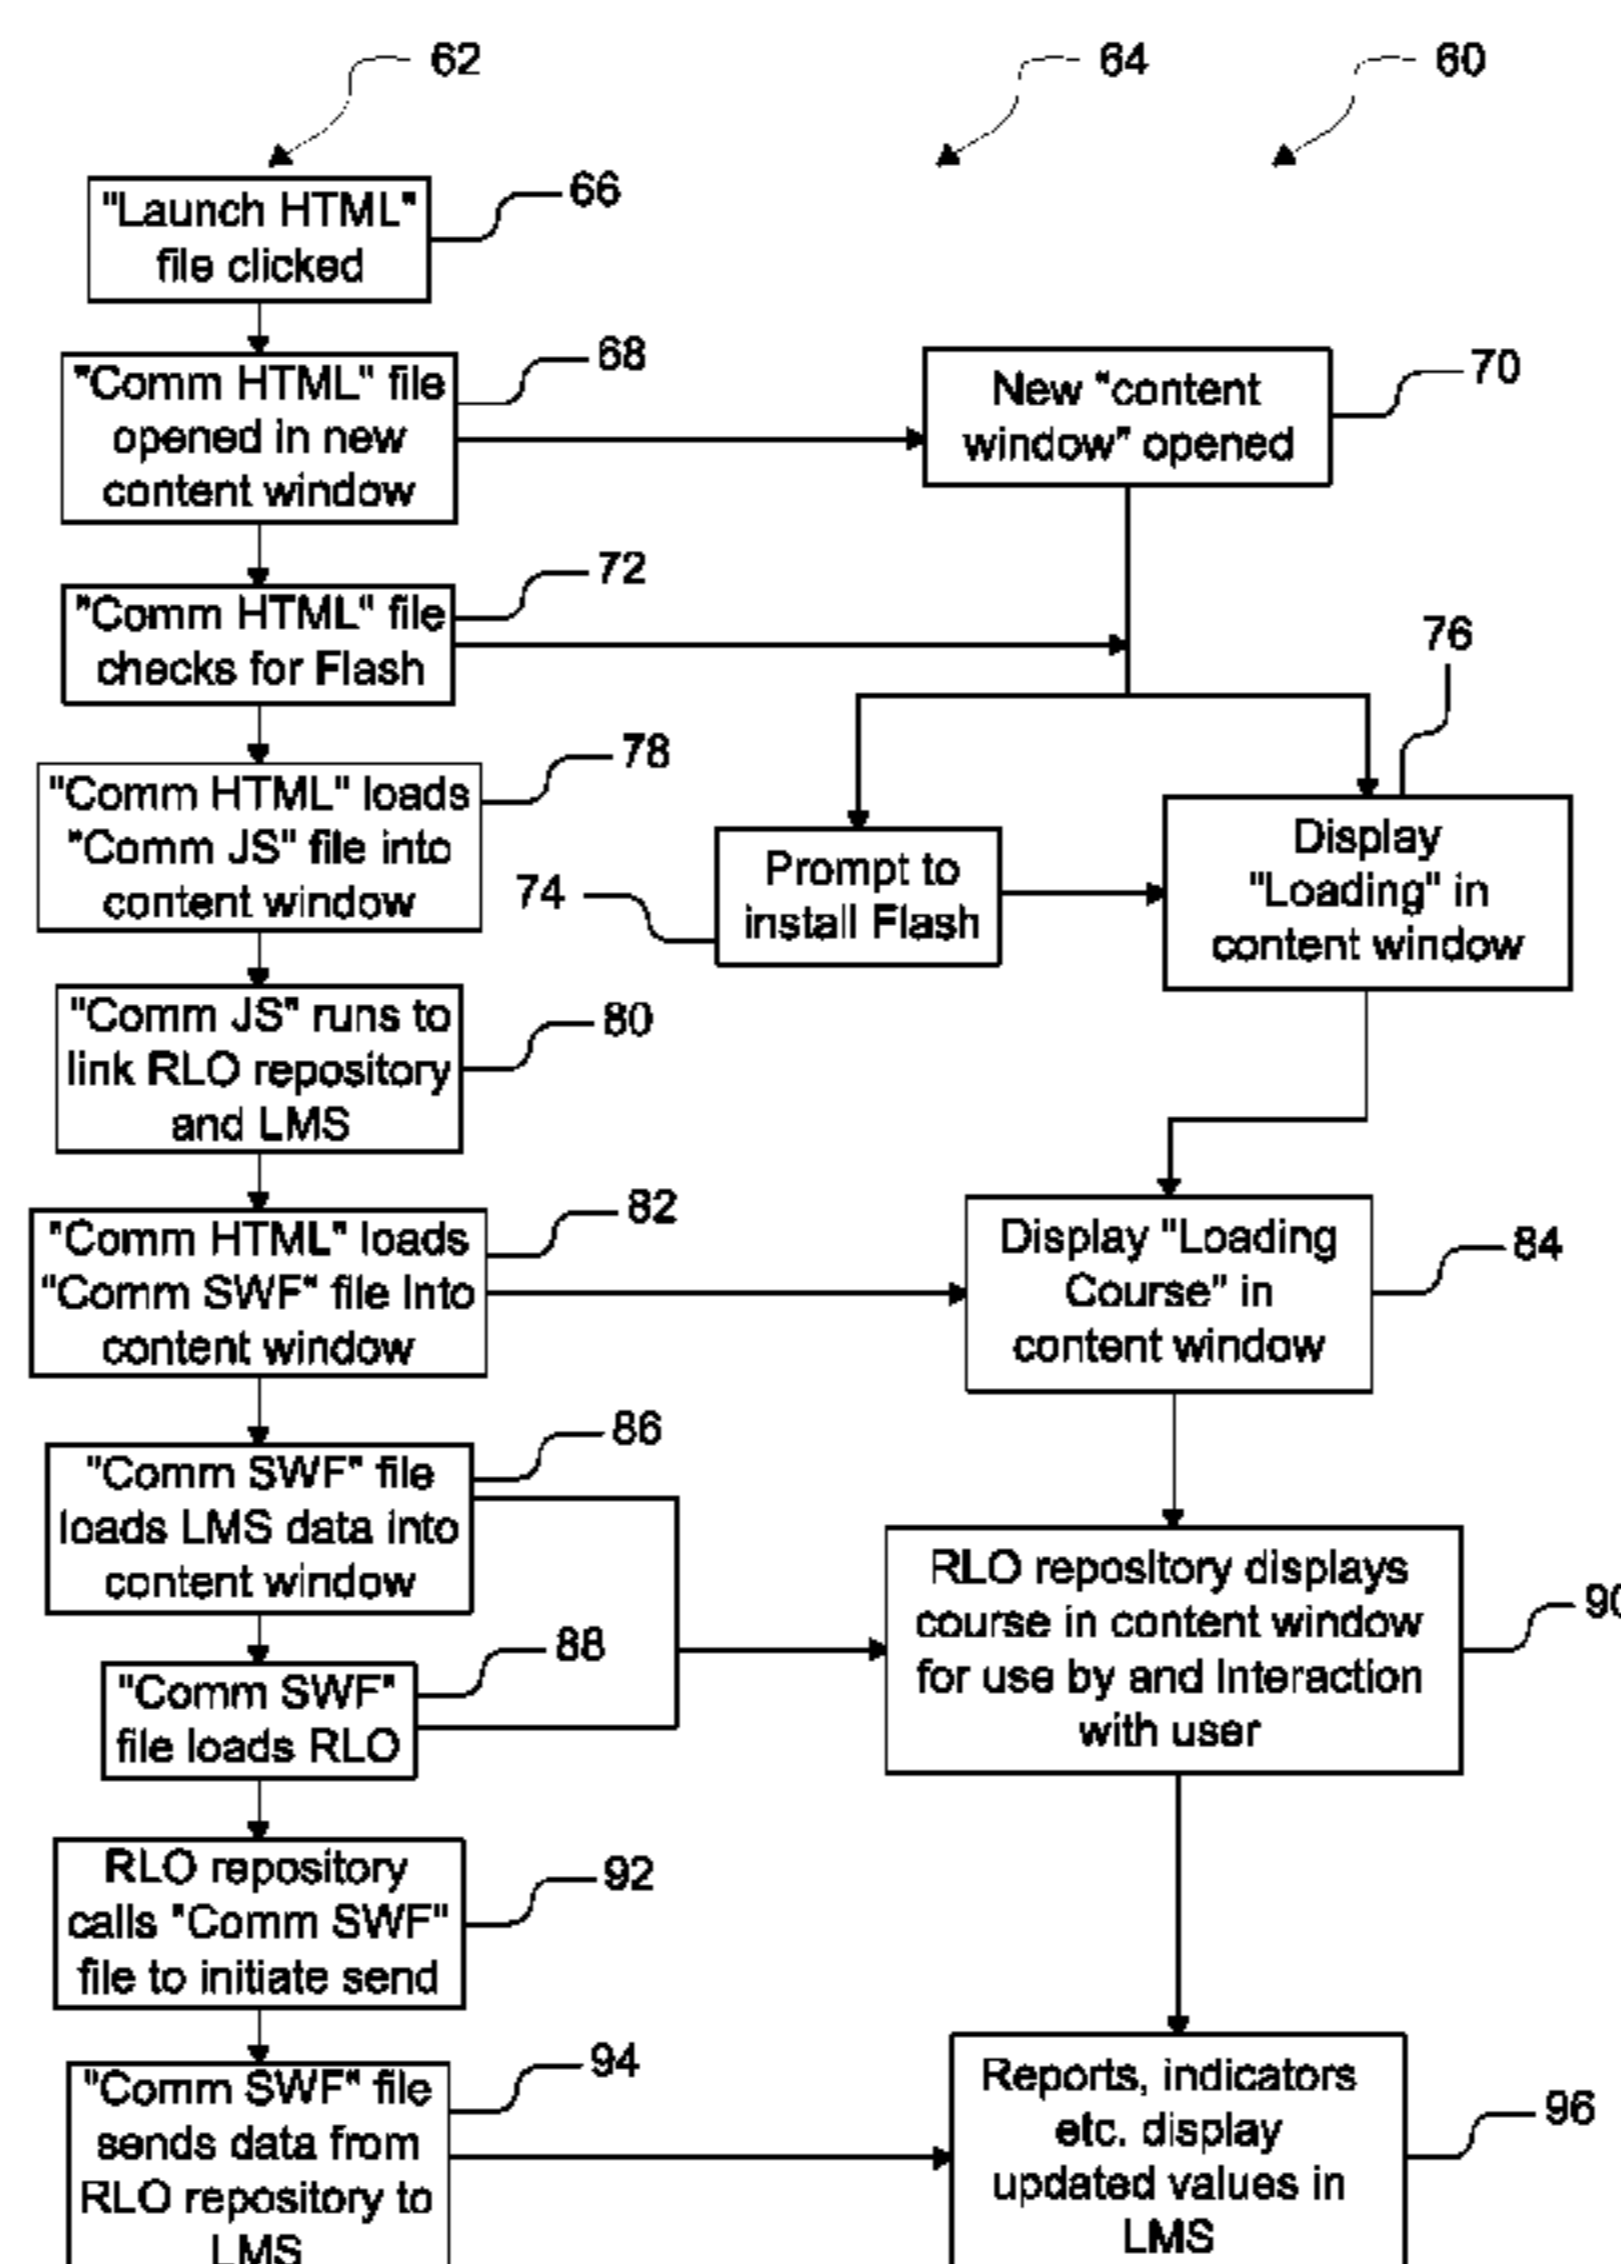 62
64
60
"Launch HTML"
file clicked
66
"Comm HTML" file
opened in new
content window
68
New "content
window" opened
70
"Comm HTML" file
checks for Flash
72
76
"Comm HTML" loads
"Comm JS" file into
content window
78
74
Prompt to
install Flash
Display
"Loading" in
content window
"Comm JS" runs to
link RLO repository
and LMS
80
"Comm HTML" loads
"Comm SWF" file into
content window
82
Display "Loading
Course" in
content window
84
"Comm SWF" file
loads LMS data into
content window
86
"Comm SWF"
file loads RLO
88
RLO repository displays
course in content window
for use by and Interaction
with user
90
RLO repository
calls "Comm SWF"
file to initiate send
92
"Comm SWF" file
sends data from
RLO repository to
LMS
94
Reports, indicators
etc. display
updated values in
LMS
96